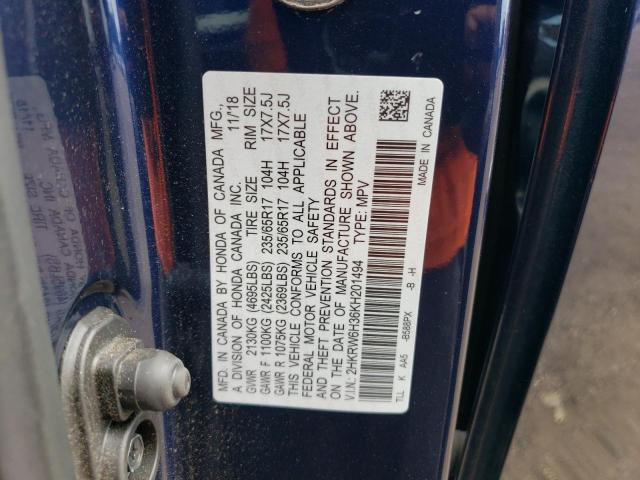 MFD. IN CANADA BY HONDA OF CANADA MFG.,
A DIVISION OF HONDA CANADA INC. 11/18
GVWR 2130KG (4695LBS) TIRE SIZE RIM SIZE
GAWR F 1100KG (2425LBS) 235/65R17 104H 17X7.5J
GAWR R 1075KG (2369LBS) 235/65R17 104H 17X7.5J
THIS VEHICLE CONFORMS TO ALL APPLICABLE
FEDERAL MOTOR VEHICLE SAFETY
AND THEFT PREVENTION STANDARDS IN EFFECT
ON THE DATE OF MANUFACTURE SHOWN ABOVE.
V.I.N.: 2HKRW6H36KH201494 TYPE: MPV
TLL K AA5 -B588PX -B -H MADE IN CANADA